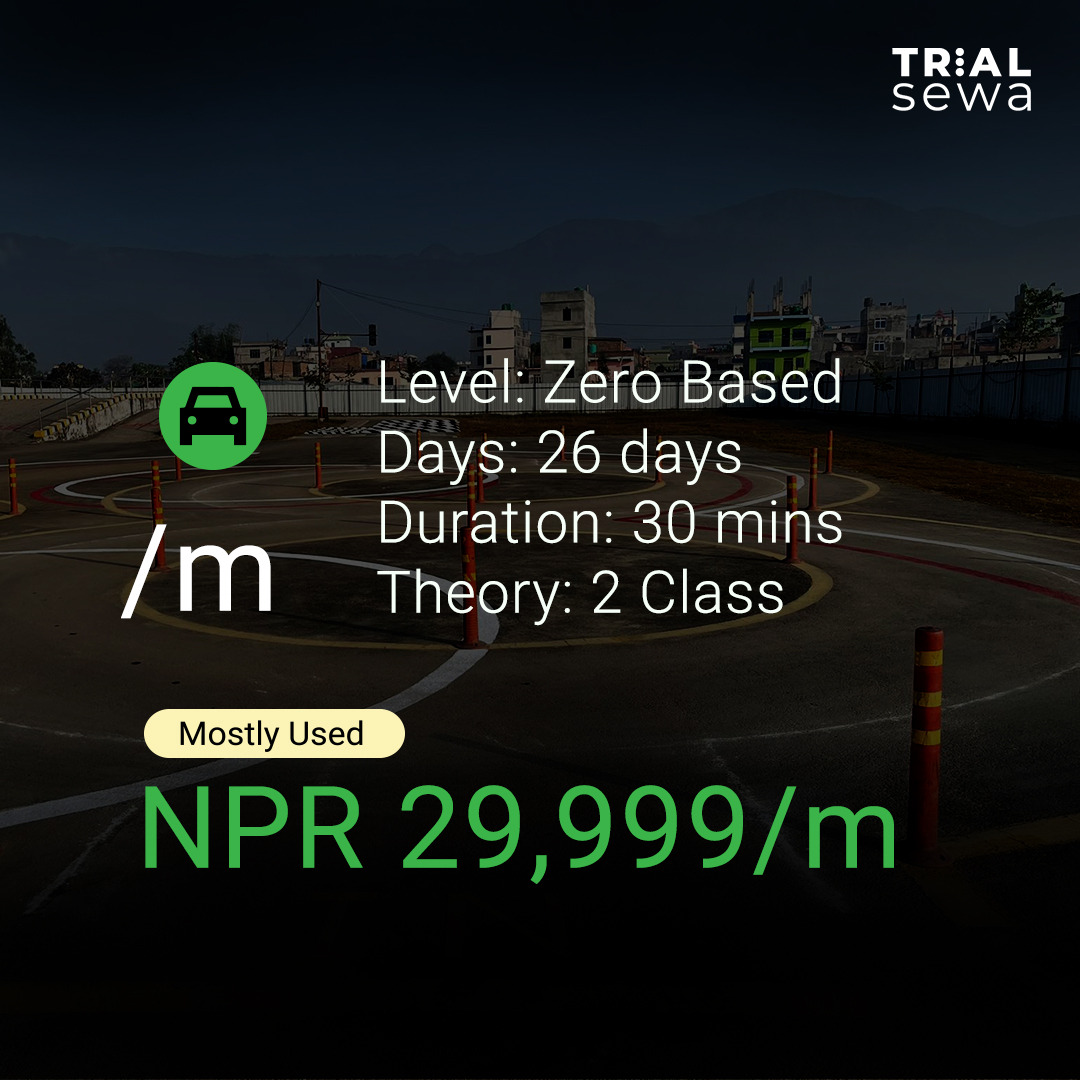 TRIAL
sewa
Level: Zero Based
Days: 26 days
Duration: 30 mins
Theory: 2 Class
/m
Mostly Used
NPR 29,999/m